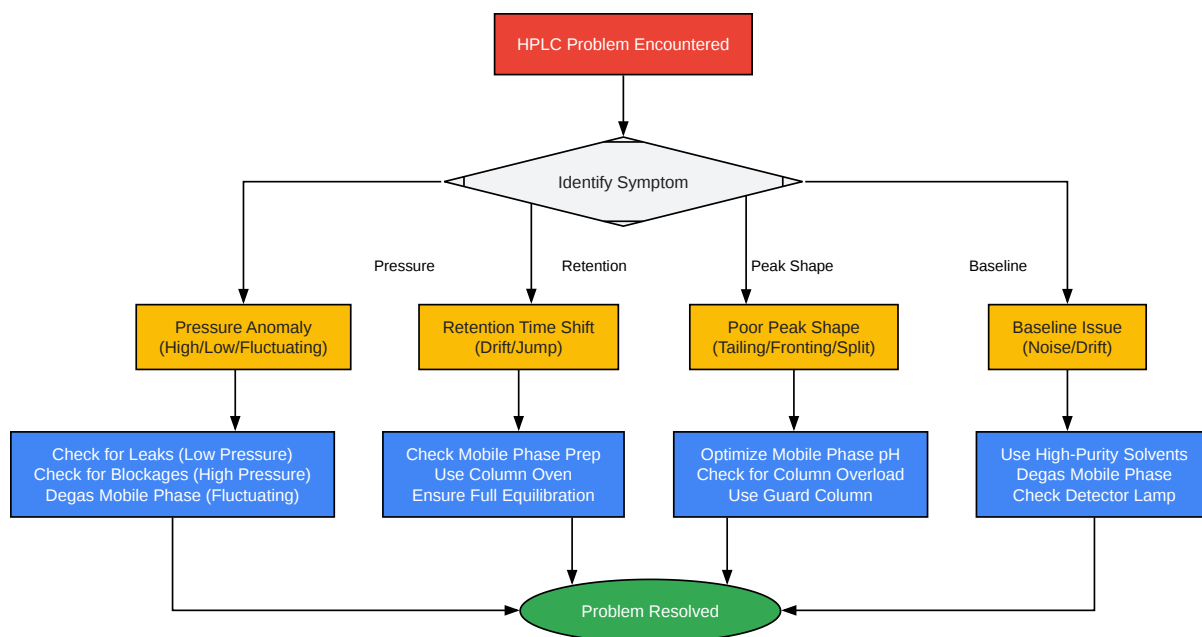 HPLC Problem Encountered
Identify Symptom
Pressure
Retention
Peak Shape
Baseline
Pressure Anomaly
(High/Low/Fluctuating)
Retention Time Shift
(Drift/Jump)
Poor Peak Shape
(Tailing/Fronting/Split)
Baseline Issue
(Noise/Drift)
Check for Leaks (Low Pressure)
Check for Blockages (High Pressure)
Degas Mobile Phase (Fluctuating)
Check Mobile Phase Prep
Use Column Oven
Ensure Full Equilibration
Optimize Mobile Phase pH
Check for Column Overload
Use Guard Column
Use High-Purity Solvents
Degas Mobile Phase
Check Detector Lamp
Problem Resolved